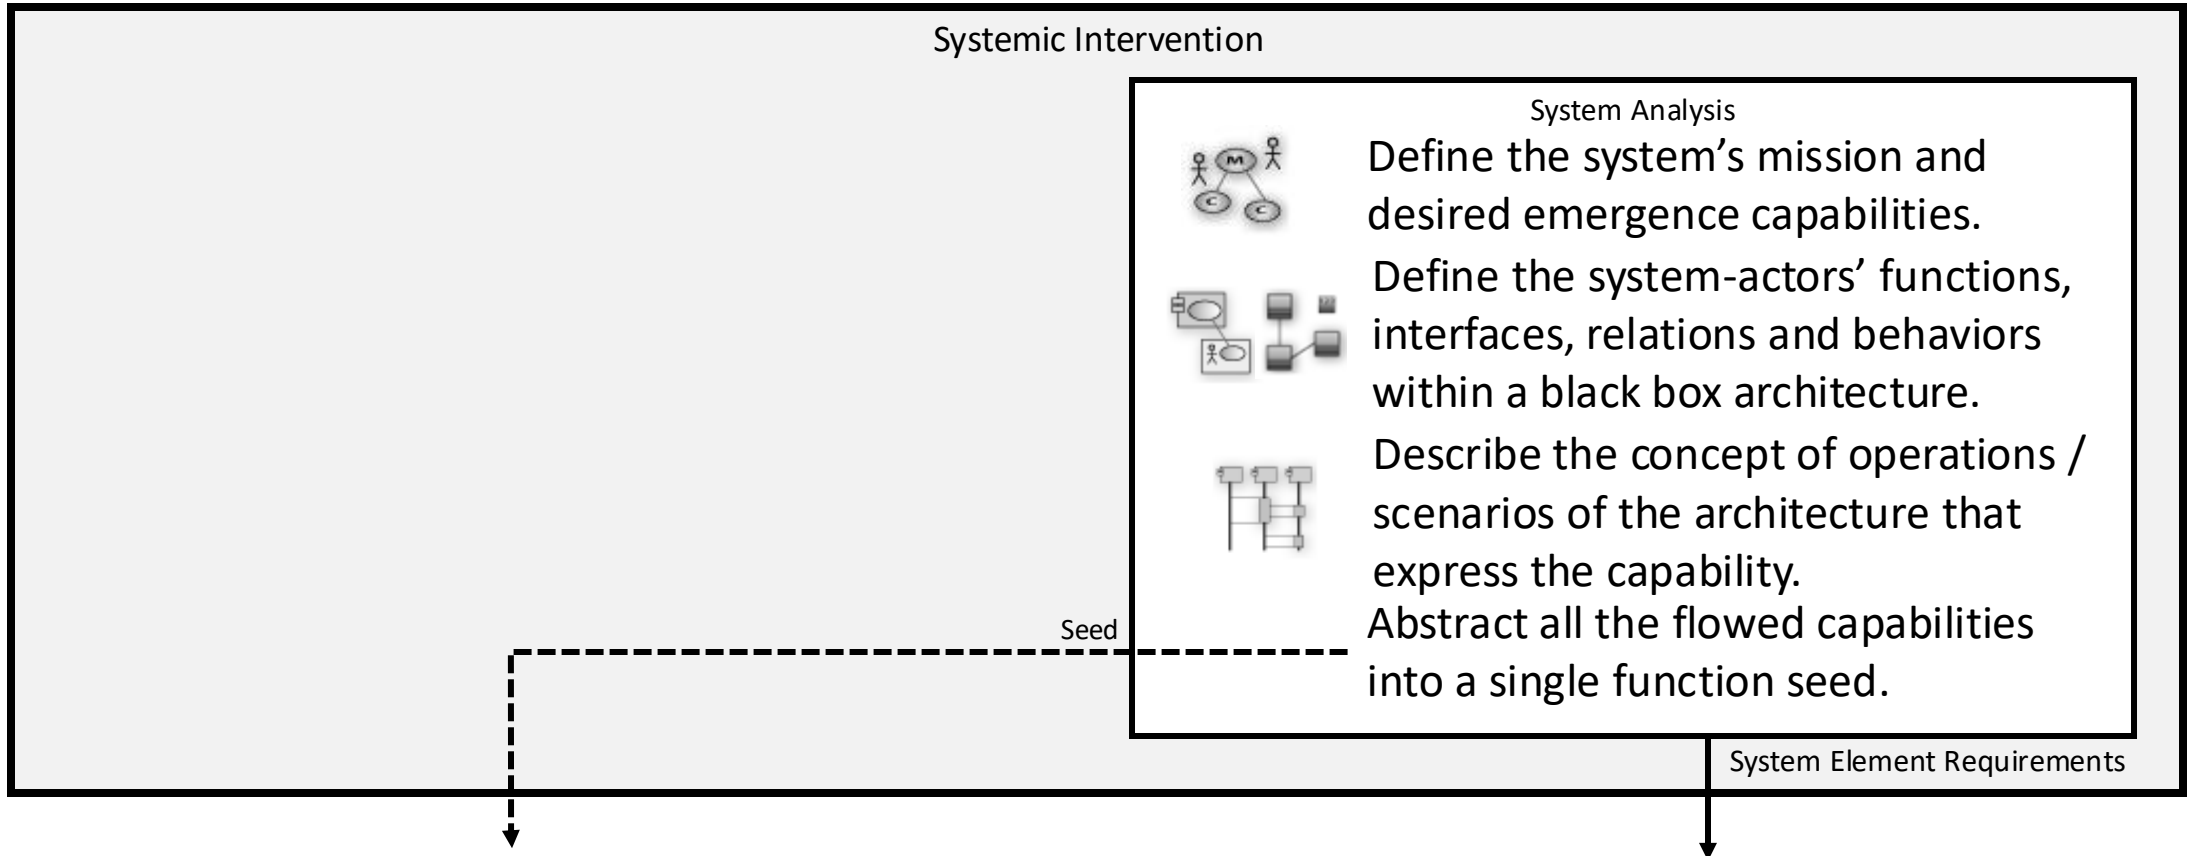 Systemic Intervention
System Analysis
M
C
C
Define the system’s mission and
desired emergence capabilities.
Define the system-actors’ functions,
interfaces, relations and behaviors
within a black box architecture.
Describe the concept of operations /
scenarios of the architecture that
express the capability.
Seed
Abstract all the flowed capabilities
into a single function seed.
System Element Requirements